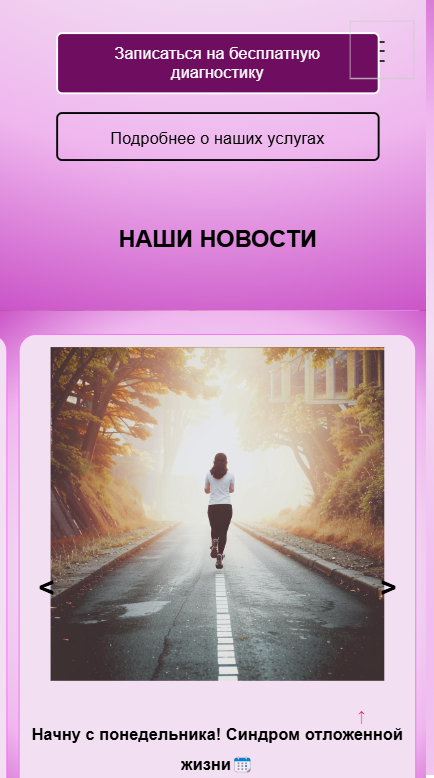 Записаться на бесплатную
диагностику
Подробнее о наших услугах
НАШИ НОВОСТИ
< >
↑
Начну с понедельника! Синдром отложенной
жизни 🗓️